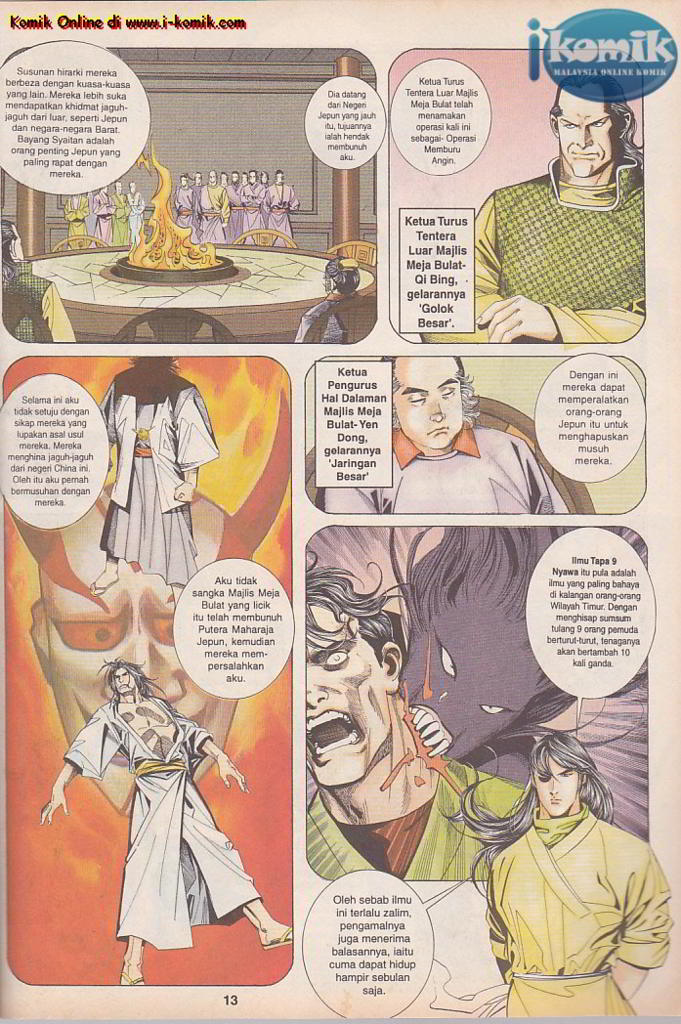 Komik Online di www.i-komik.com
ikomik
MALAYSIA ONLINE KOMIK
Susunan hirarki mereka
berbeza dengan kuasa-kuasa
yang lain. Mereka lebih suka
mendapatkan khidmat jaguh-
jaguh dari luar, seperti Jepun
dan negara-negara Barat.
Bayang Syaitan adalah
orang penting Jepun yang
paling rapat dengan
mereka.
Dia datang
dari Negeri
Jepun yang jauh
itu, tujuannya
ialah hendak
membunuh
aku.
Ketua Turus
Tentera Luar Majlis
Meja Bulat telah
menamakan
operasi kali ini
sebagai- Operasi
Memburu
Angin.
Ketua Turus
Tentera
Luar Majlis
Meja Bulat-
Qi Bing,
gelarannya
'Golok
Besar'.
Selama ini aku
tidak setuju dengan
sikap mereka yang
lupakan asal usul
mereka. Mereka
menghina jaguh-jaguh
dari negeri China ini.
Oleh itu aku pernah
bermusuhan dengan
mereka.
Aku tidak
sangka Majlis Meja
Bulat yang licik
itu telah membunuh
Putera Maharaja
Jepun, kemudian
mereka mem-
persalahkan
aku.
Ketua
Pengurus
Hal Dalaman
Majlis Meja
Bulat- Yen
Dong,
gelarannya
'Jaringan
Besar'
Dengan ini
mereka dapat
memperalatkan
orang-orang
Jepun itu untuk
menghapuskan
musuh
mereka.
Ilmu Tapa 9
Nyawa itu pula adalah
ilmu yang paling bahaya
di kalangan orang-orang
Wilayah Timur. Dengan
menghisap sumsum
tulang 9 orang pemuda
berturut-turut, tenaganya
akan bertambah 10
kali ganda.
Oleh sebab ilmu
ini terlalu zalim,
pengamalnya
juga menerima
balasannya, iaitu
cuma dapat hidup
hampir sebulan
saja.
13